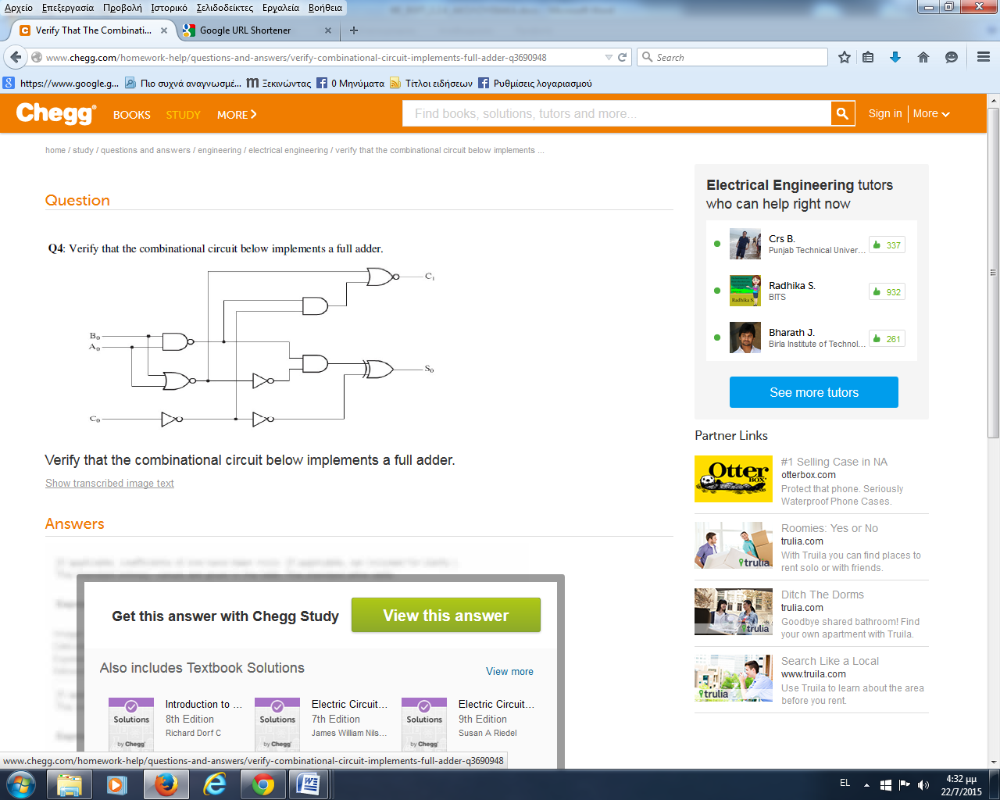 Αρχείο Επεξεργασία Προβολή Ιστορικό Σελιδοδείκτες Εργαλεία Βοήθεια
Verify That The Combinati... × Google URL Shortener × +
www.chegg.com/homework-help/questions-and-answers/verify-combinational-circuit-implements-full-adder-q3690948
Search
https://www.google.g... Πιο συχνά αναγνωσμέ... Ξεκινώντας 0 Μηνύματα Τίτλοι ειδήσεων Ρυθμίσεις λογαριασμού
Chegg® BOOKS STUDY MORE Find books, solutions, tutors and more... Sign in More
home / study / questions and answers / engineering / electrical engineering / verify that the combinational circuit below implements ...
Question
Q4: Verify that the combinational circuit below implements a full adder.
C₁
B₀
A₀
S₀
C₀
Verify that the combinational circuit below implements a full adder.
Show transcribed image text
Answers
Get this answer with Chegg Study View this answer
Also includes Textbook Solutions View more
Solutions
by Chegg
Introduction to ...
8th Edition
Richard Dorf C
Solutions
by Chegg
Electric Circuit...
7th Edition
James William Nils...
Solutions
by Chegg
Electric Circuit...
9th Edition
Susan A Riedel
Electrical Engineering tutors
who can help right now
Crs B. 337
Punjab Technical Univer...
Radhika S. 932
BITS
Radhika S.
Bharath J. 261
Birla Institute of Technol...
See more tutors
Partner Links
OtterBOX
#1 Selling Case in NA
otterbox.com
Protect that phone. Seriously
Waterproof Phone Cases.
trulia
Roomies: Yes or No
trulia.com
With Truila you can find places to
rent solo or with friends.
trulia
Ditch The Dorms
trulia.com
Goodbye shared bathroom! Find
your own apartment with Truila.
trulia
Search Like a Local
www.truila.com
Use Truila to learn about the area
before you rent.
www.chegg.com/homework-help/questions-and-answers/verify-combinational-circuit-implements-full-adder-q3690948
EL 4:32 μμ
22/7/2015